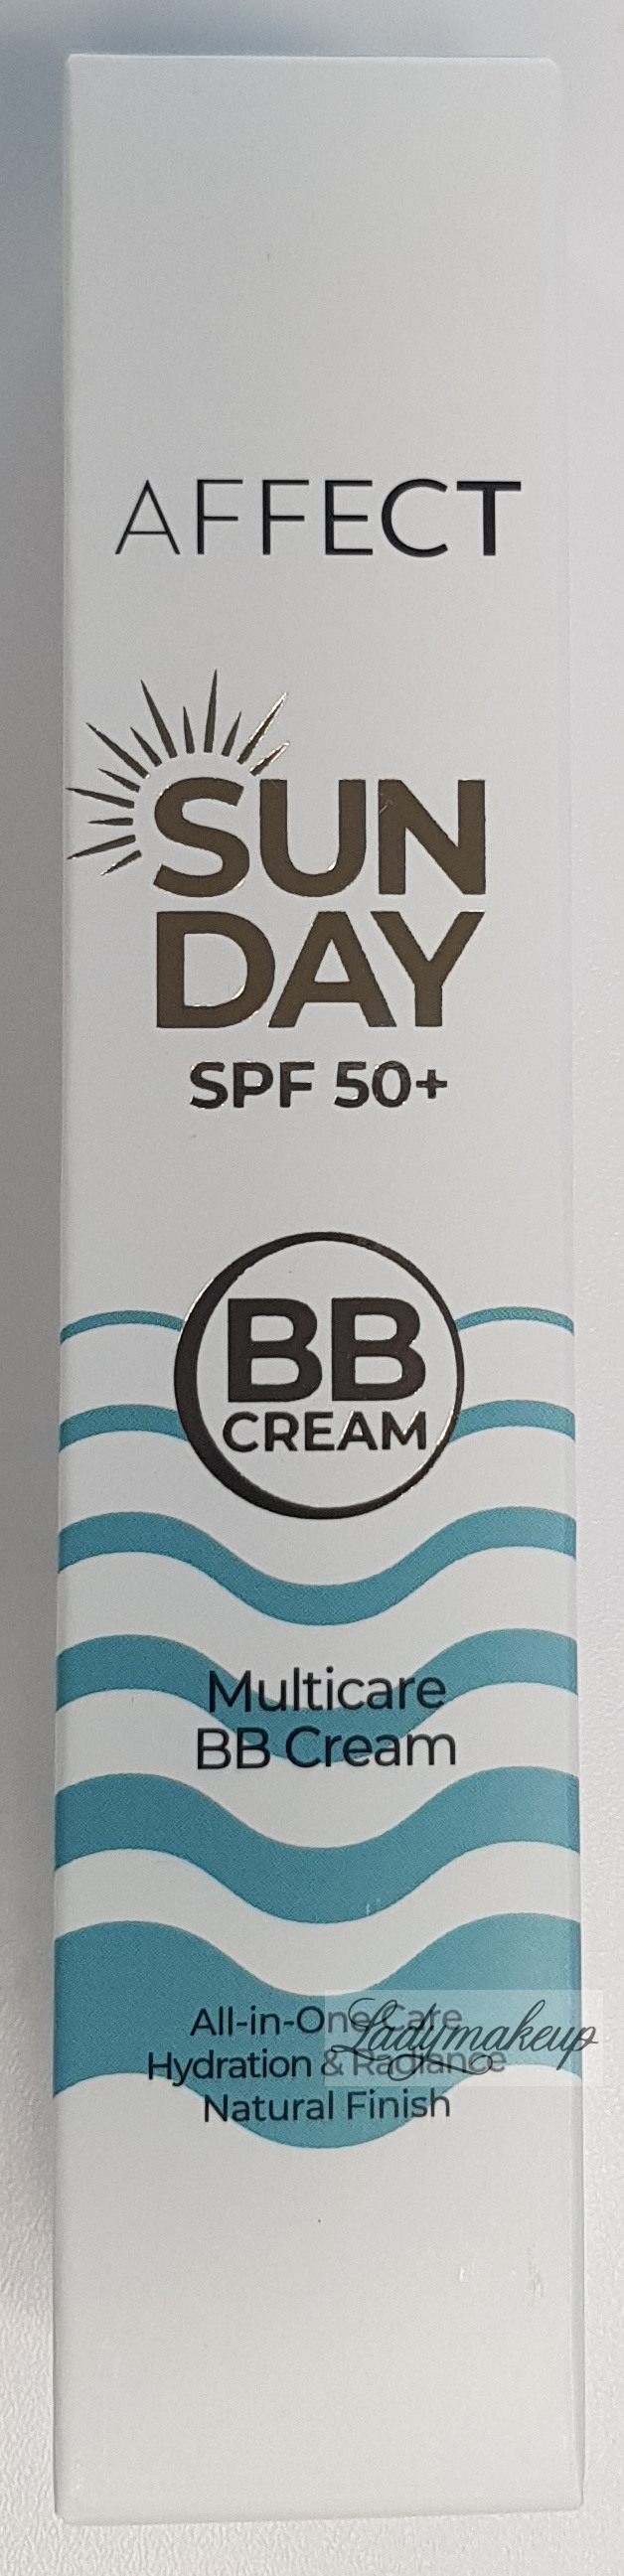 AFFECT
SUN
DAY
SPF 50+
BB
CREAM
Multicare
BB Cream
All-in-One Care
Hydration & Radiance
Natural Finish
Ladymakeup